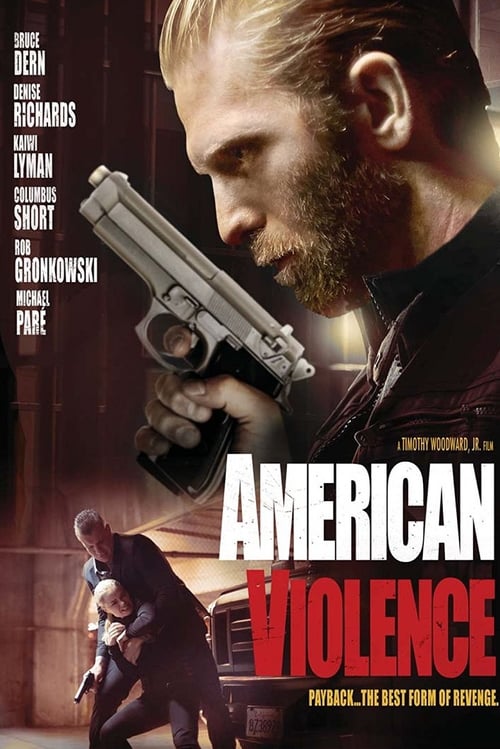 BRUCE
DERN
DENISE
RICHARDS
KAIWI
LYMAN
COLUMBUS
SHORT
ROB
GRONKOWSKI
MICHAEL
PARÉ
A TIMOTHY WOODWARD, JR. FILM
AMERICAN
VIOLENCE
PAYBACK...THE BEST FORM OF REVENGE.